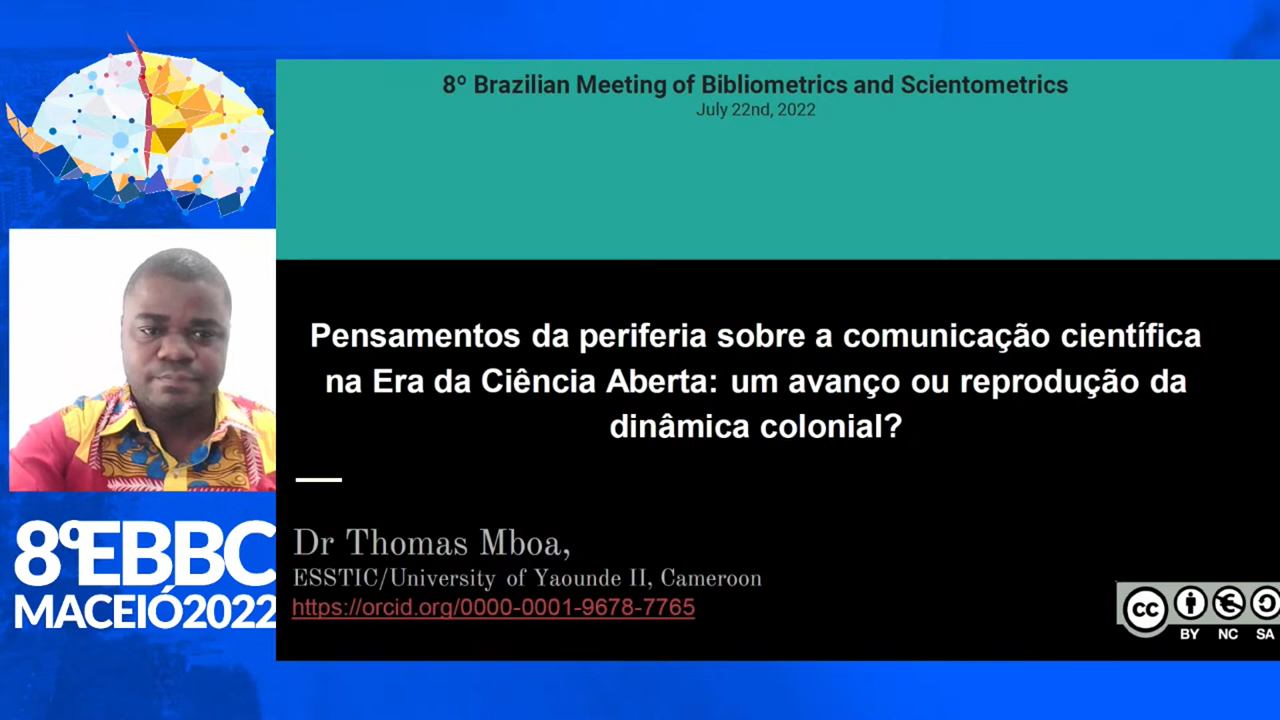 8º Brazilian Meeting of Bibliometrics and Scientometrics
July 22nd, 2022
Pensamentos da periferia sobre a comunicação científica
na Era da Ciência Aberta: um avanço ou reprodução da
dinâmica colonial?
Dr Thomas Mboa,
ESSTIC/University of Yaounde II, Cameroon
https://orcid.org/0000-0001-9678-7765
8ºEBBC
MACEIÓ2022
cc
BY NC SA